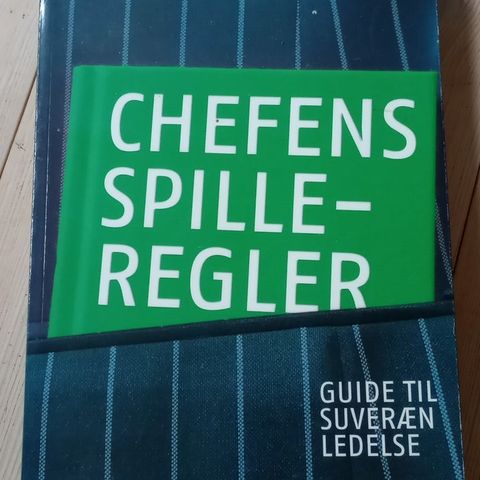 CHEFENS
SPILLE–
REGLER
GUIDE TIL
SUVERÆN
LEDELSE